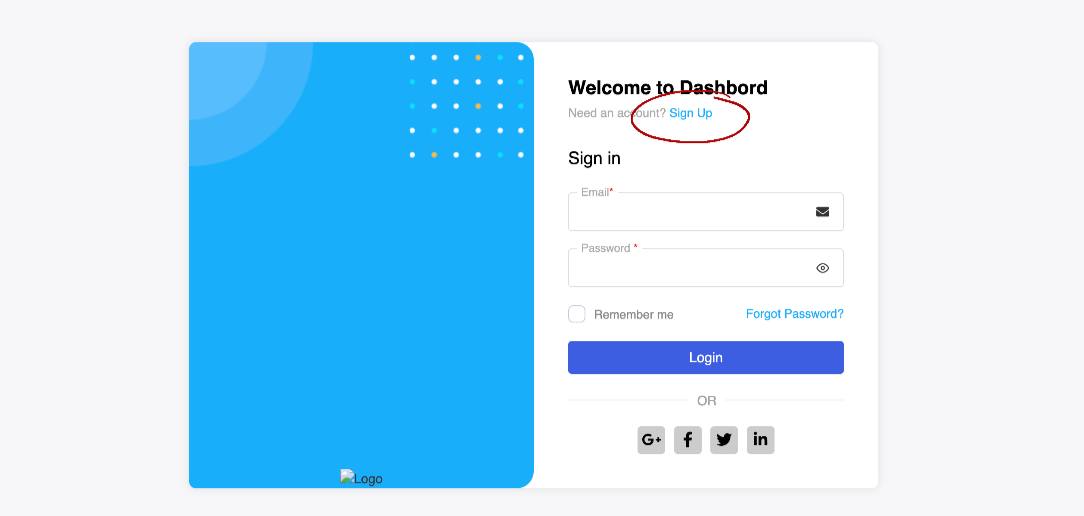 Welcome to Dashbord
Need an account? Sign Up
Sign in
Email*
Password *
Remember me
Forgot Password?
Login
OR
G+
f
in
Logo